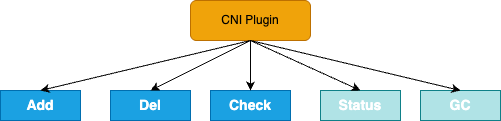 CNI Plugin
Add
Del
Check
Status
GC